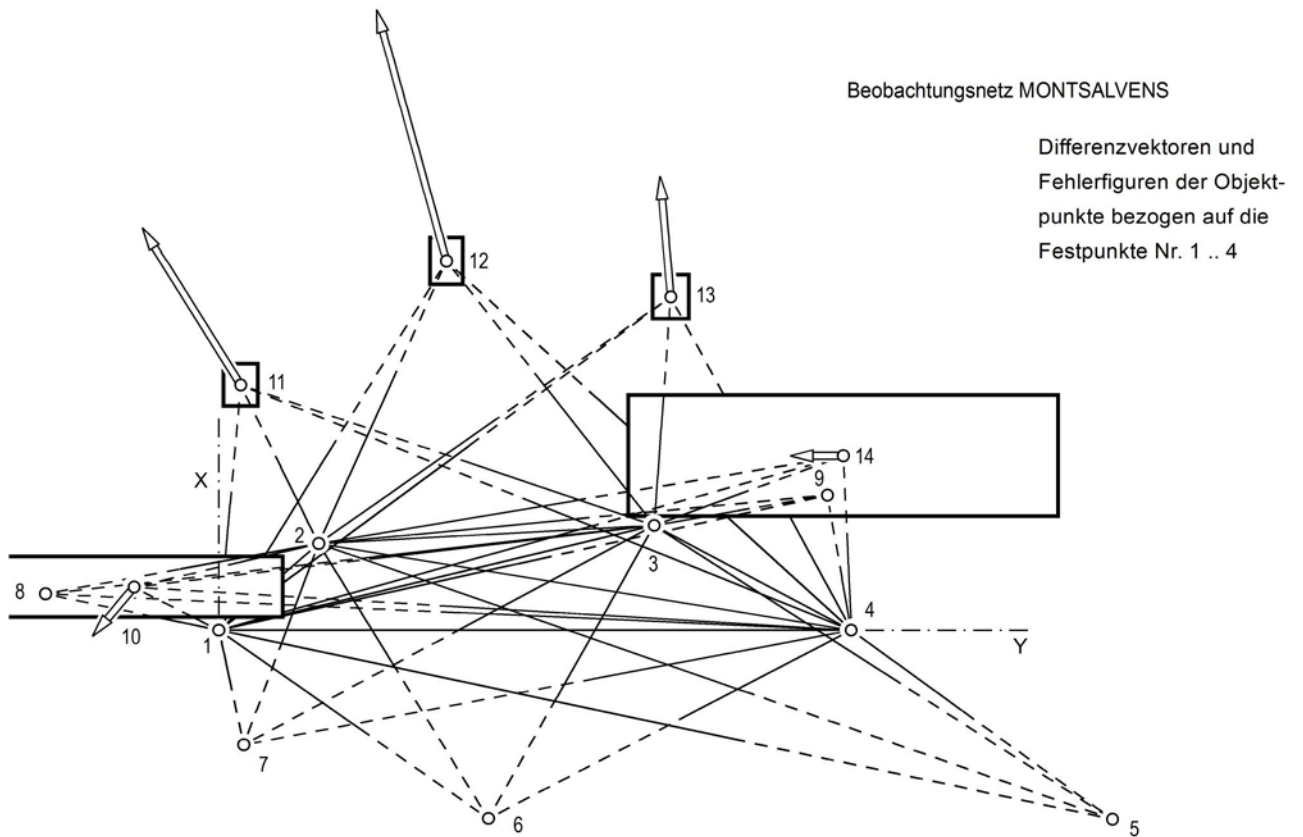 Beobachtungsnetz MONTSALVENS
Differenzvektoren und
Fehlerfiguren der Objekt-
punkte bezogen auf die
Festpunkte Nr. 1 .. 4
12
13
11
X
14
9
2
3
8
10
1
4
Y
7
6
5